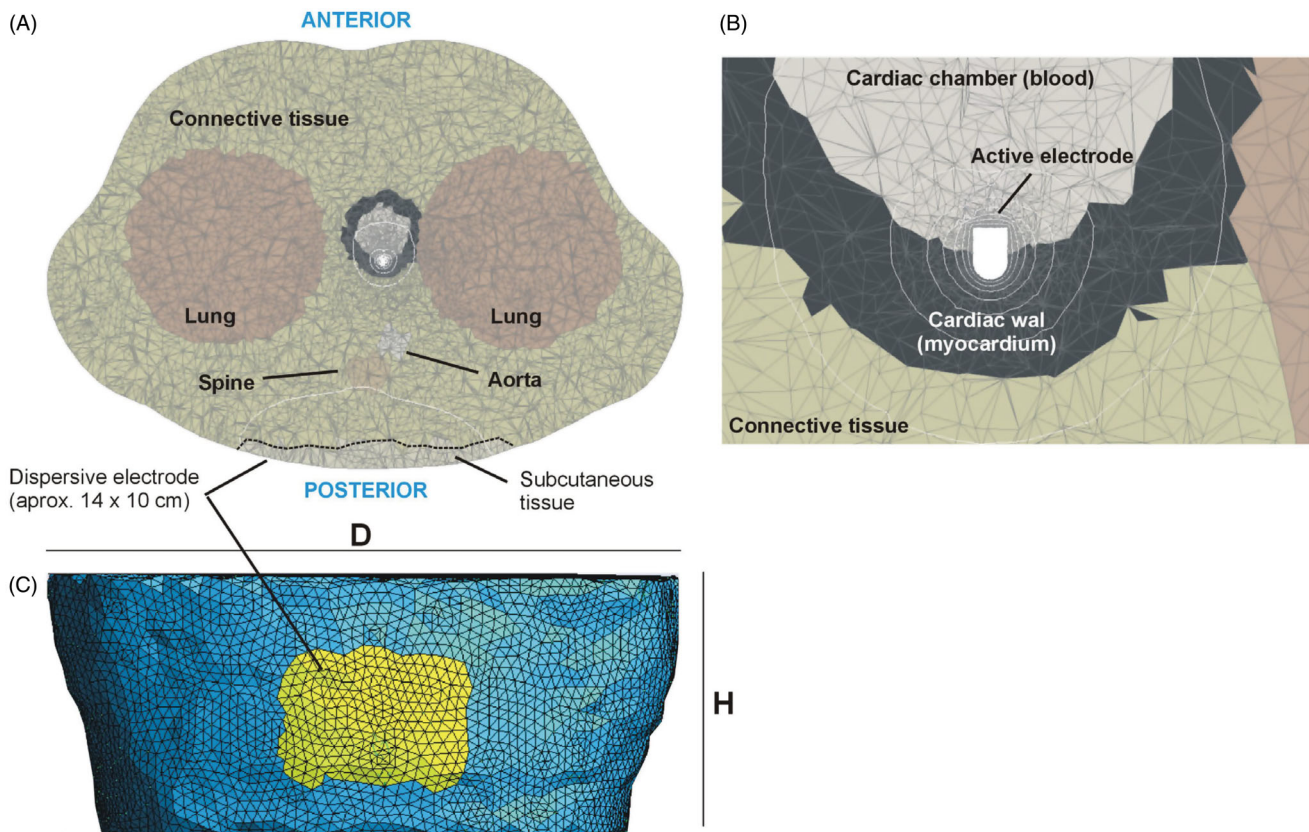 (A)
ANTERIOR
Connective tissue
Lung
Lung
Spine
Aorta
Dispersive electrode
(aprox. 14 x 10 cm)
POSTERIOR
Subcutaneous
tissue
(B)
Cardiac chamber (blood)
Active electrode
Cardiac wal
(myocardium)
Connective tissue
D
(C)
H